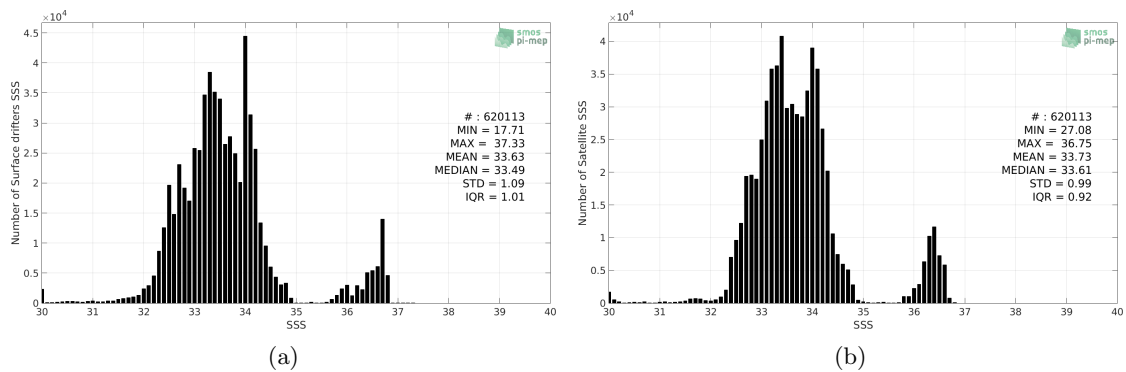 ×10⁴
4.5
4
3.5
3
2.5
2
1.5
1
0.5
0
Number of Surface drifters SSS
smos
pi-mep
# : 620113
MIN = 17.71
MAX = 37.33
MEAN = 33.63
MEDIAN = 33.49
STD = 1.09
IQR = 1.01
30 31 32 33 34 35 36 37 38 39 40
SSS
(a)
×10⁴
4
3.5
3
2.5
2
1.5
1
0.5
0
Number of Satellite SSS
smos
pi-mep
# : 620113
MIN = 27.08
MAX = 36.75
MEAN = 33.73
MEDIAN = 33.61
STD = 0.99
IQR = 0.92
30 31 32 33 34 35 36 37 38 39 40
SSS
(b)